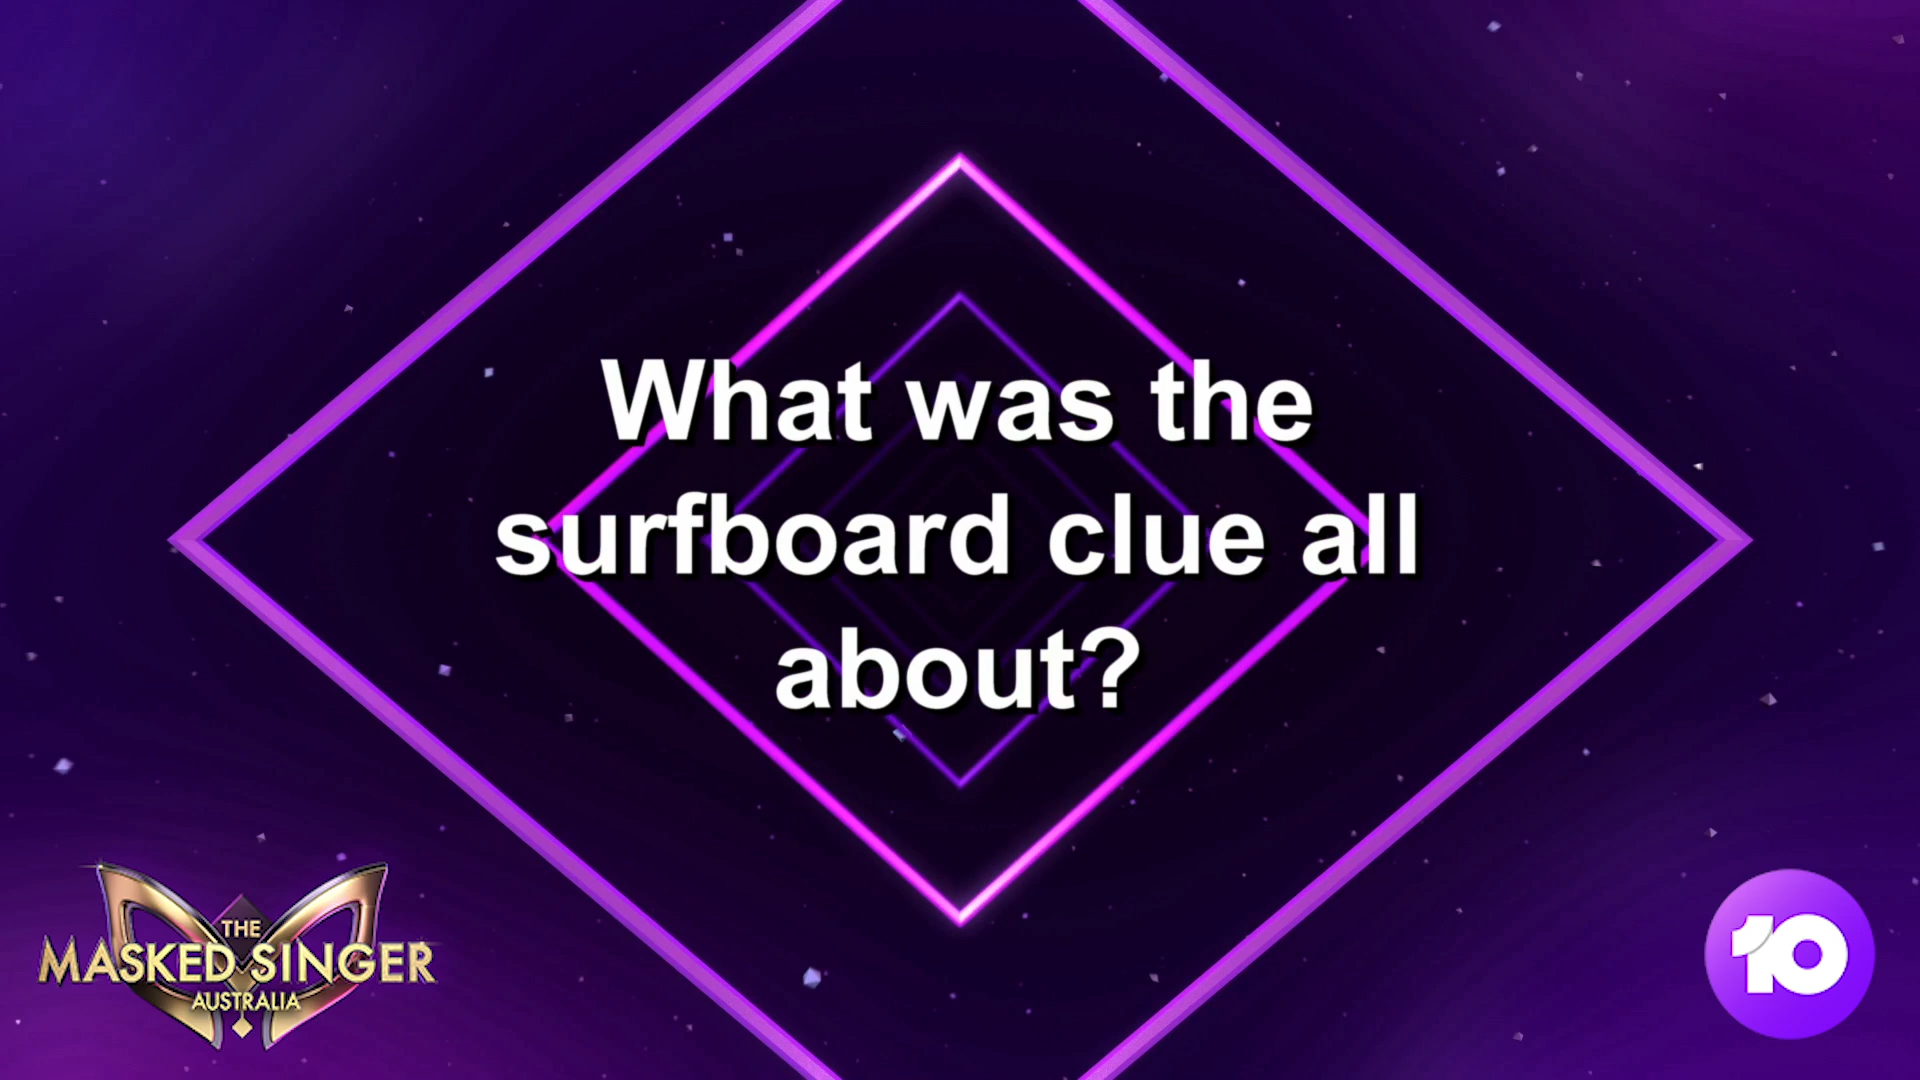 What was the
surfboard clue all
about?
THE
MASKED SINGER
AUSTRALIA
10